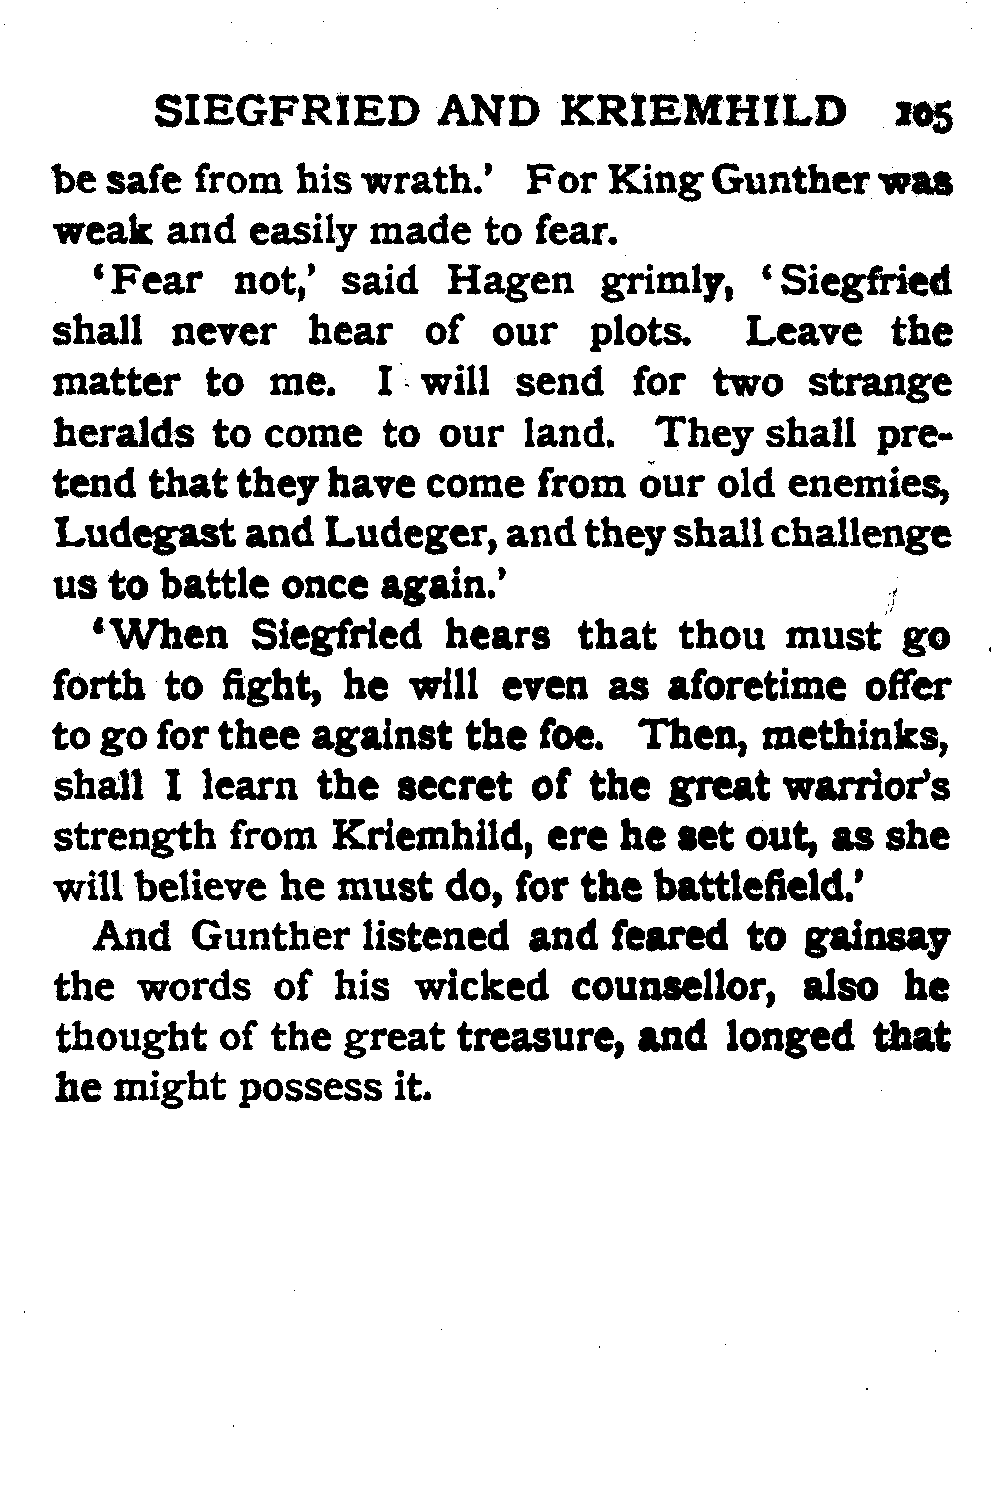 SIEGFRIED AND KRIEMHILD 105
be safe from his wrath.’ For King Gunther was
weak and easily made to fear.
‘Fear not,’ said Hagen grimly, ‘Siegfried
shall never hear of our plots. Leave the
matter to me. I will send for two strange
heralds to come to our land. They shall pre-
tend that they have come from our old enemies,
Ludegast and Ludeger, and they shall challenge
us to battle once again.’
‘When Siegfried hears that thou must go
forth to fight, he will even as aforetime offer
to go for thee against the foe. Then, methinks,
shall I learn the secret of the great warrior’s
strength from Kriemhild, ere he set out, as she
will believe he must do, for the battlefield.’
And Gunther listened and feared to gainsay
the words of his wicked counsellor, also he
thought of the great treasure, and longed that
he might possess it.